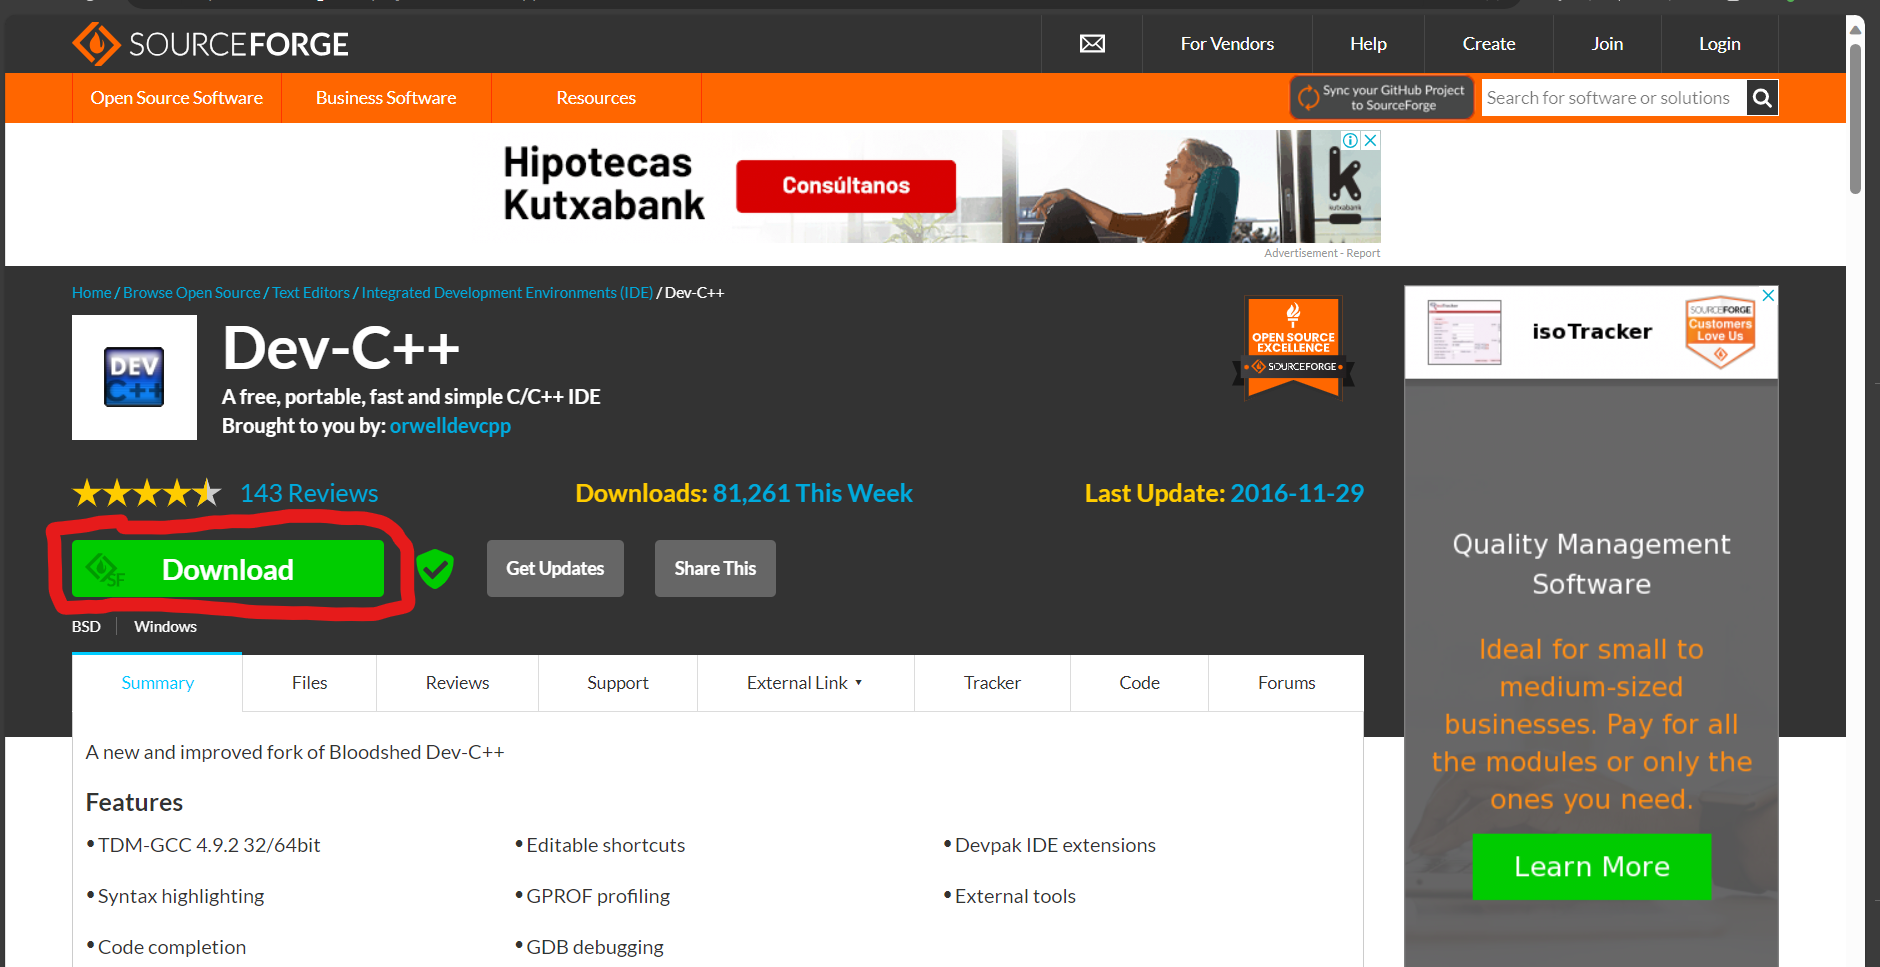 SOURCEFORGE
For Vendors
Help
Create
Join
Login
Open Source Software
Business Software
Resources
Sync your GitHub Project
to SourceForge
Search for software or solutions
Hipotecas
Kutxabank
Consúltanos
k
kutxabank
Advertisement - Report
Home / Browse Open Source / Text Editors / Integrated Development Environments (IDE) / Dev-C++
DEV
C++
Dev-C++
A free, portable, fast and simple C/C++ IDE
Brought to you by: orwelldevcpp
OPEN SOURCE
EXCELLENCE
SOURCEFORGE
143 Reviews
Downloads: 81,261 This Week
Last Update: 2016-11-29
SF
Download
Get Updates
Share This
BSD
Windows
Summary
Files
Reviews
Support
External Link
Tracker
Code
Forums
A new and improved fork of Bloodshed Dev-C++
Features
• TDM-GCC 4.9.2 32/64bit
• Editable shortcuts
• Devpak IDE extensions
• Syntax highlighting
• GPROF profiling
• External tools
• Code completion
• GDB debugging
isoTracker
SOURCEFORGE
Customers
Love Us
Quality Management
Software
Ideal for small to
medium-sized
businesses. Pay for all
the modules or only the
ones you need.
Learn More